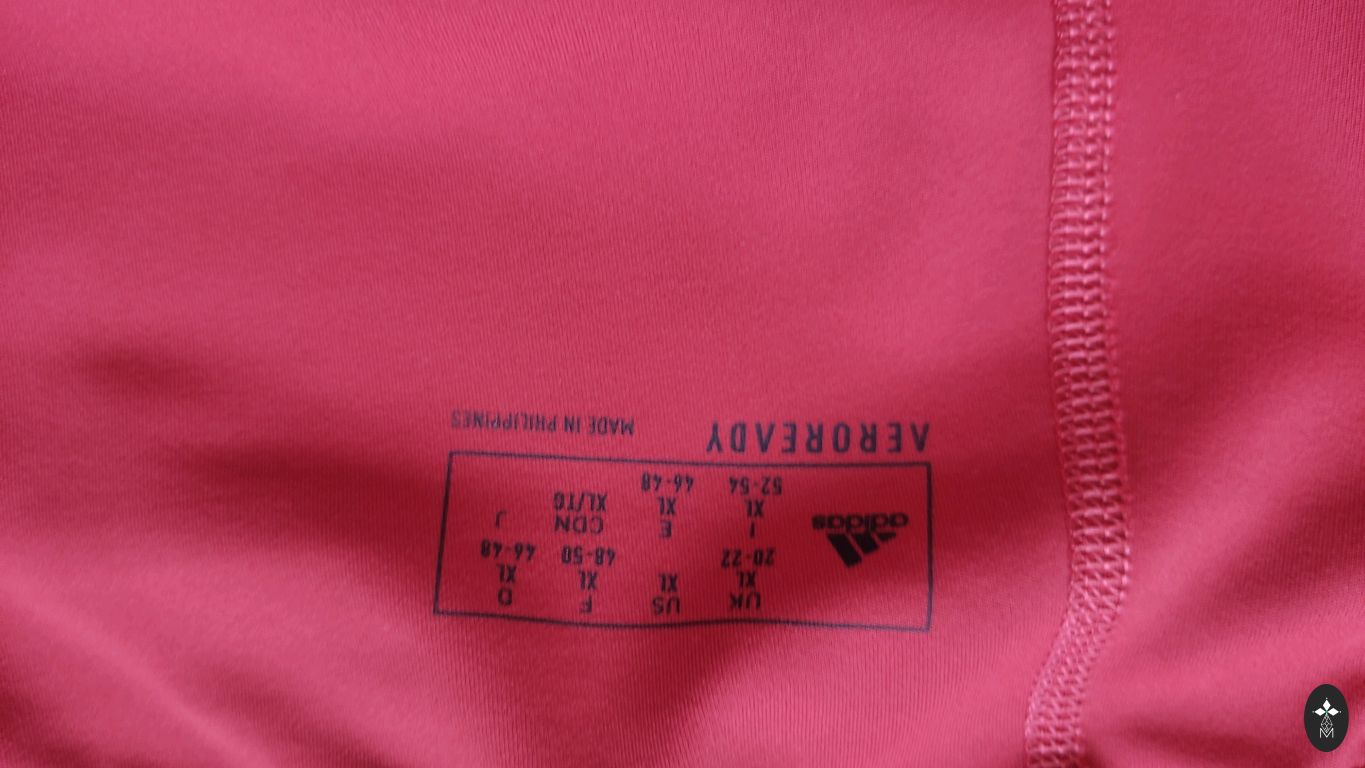 UK US F D
XL XL XL XL
20-22 48-50 46-48
adidas
I E CDN J
XL XL XL/TG
52-54 46-48
AEROREADY MADE IN PHILIPPINES
M